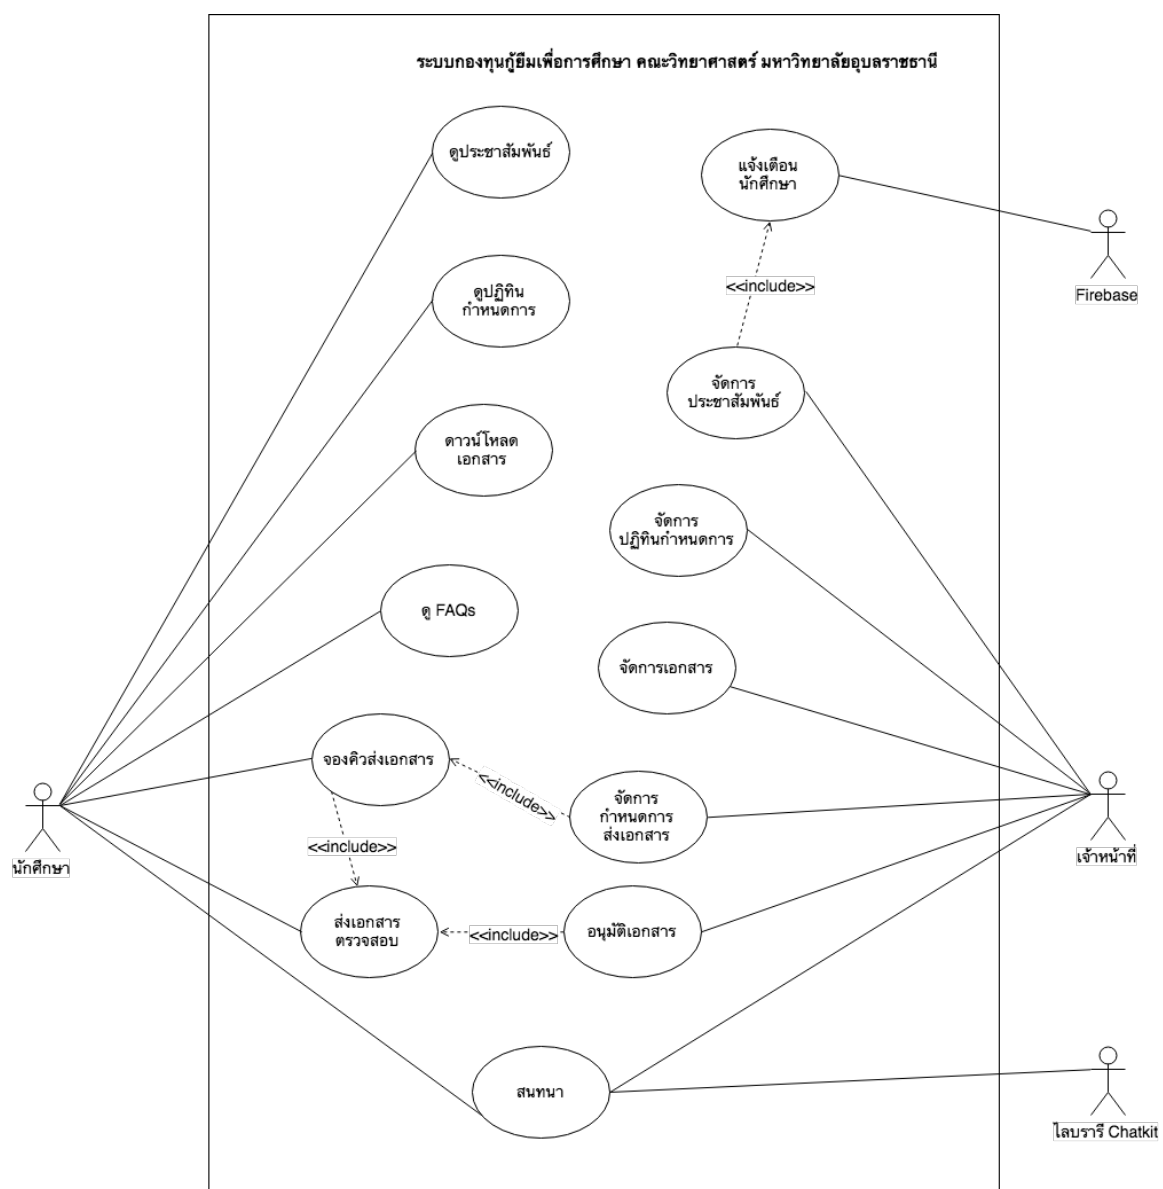 ระบบกองทุนกู้ยืมเพื่อการศึกษา คณะวิทยาศาสตร์ มหาวิทยาลัยอุบลราชธานี
ดูประชาสัมพันธ์
แจ้งเตือน
นักศึกษา
Firebase
ดูปฏิทิน
กำหนดการ
<<include>>
จัดการ
ประชาสัมพันธ์
ดาวน์โหลด
เอกสาร
จัดการ
ปฏิทินกำหนดการ
ดู FAQs
จัดการเอกสาร
จองคิวส่งเอกสาร
<<include>>
จัดการ
กำหนดการ
ส่งเอกสาร
นักศึกษา
เจ้าหน้าที่
<<include>>
ส่งเอกสาร
ตรวจสอบ
<<include>>
อนุมัติเอกสาร
สนทนา
ไลบรารี Chatkit